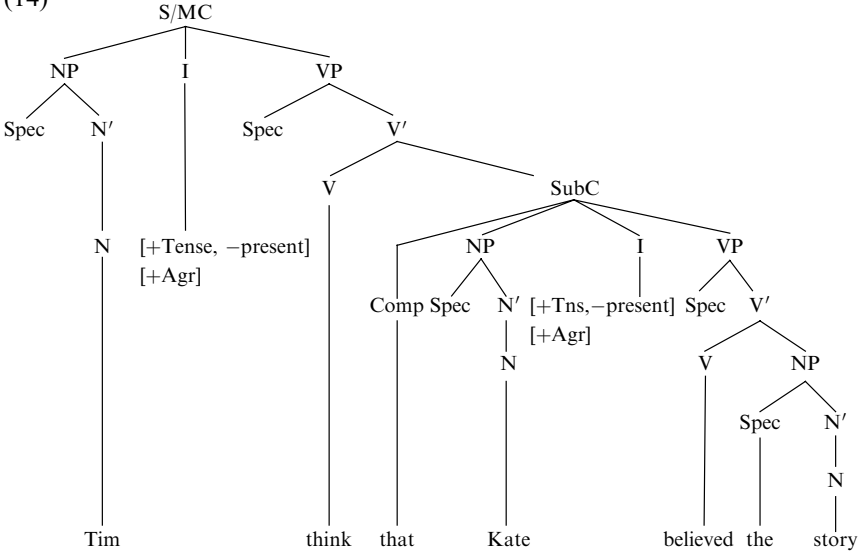 (14)
S/MC
NP I VP
Spec N′ Spec V′
V SubC
N [+Tense, −present] NP I VP
[+Agr]
Comp Spec N′ [+Tns,−present] Spec V′
[+Agr]
N V NP
Spec N′
N
Tim think that Kate believed the story